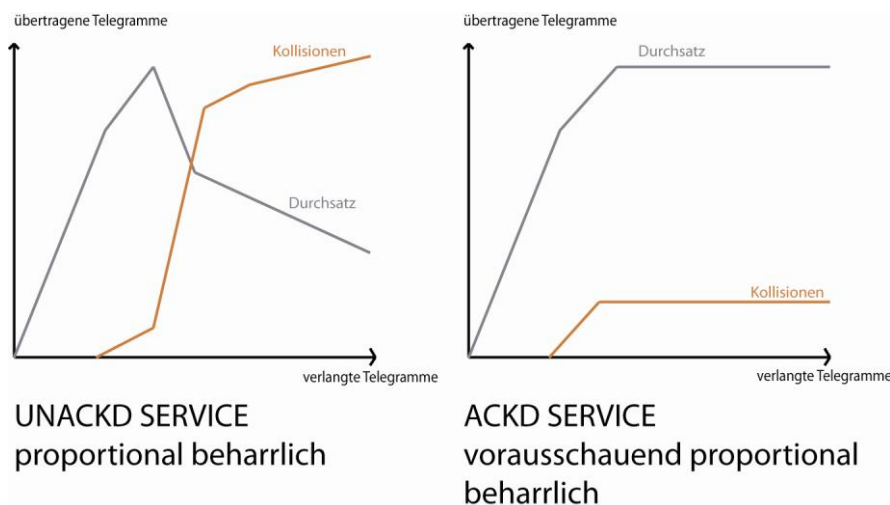 übertragene Telegramme
Kollisionen
Durchsatz
verlangte Telegramme
UNACKD SERVICE
proportional beharrlich
übertragene Telegramme
Durchsatz
Kollisionen
verlangte Telegramme
ACKD SERVICE
vorausschauend proportional
beharrlich